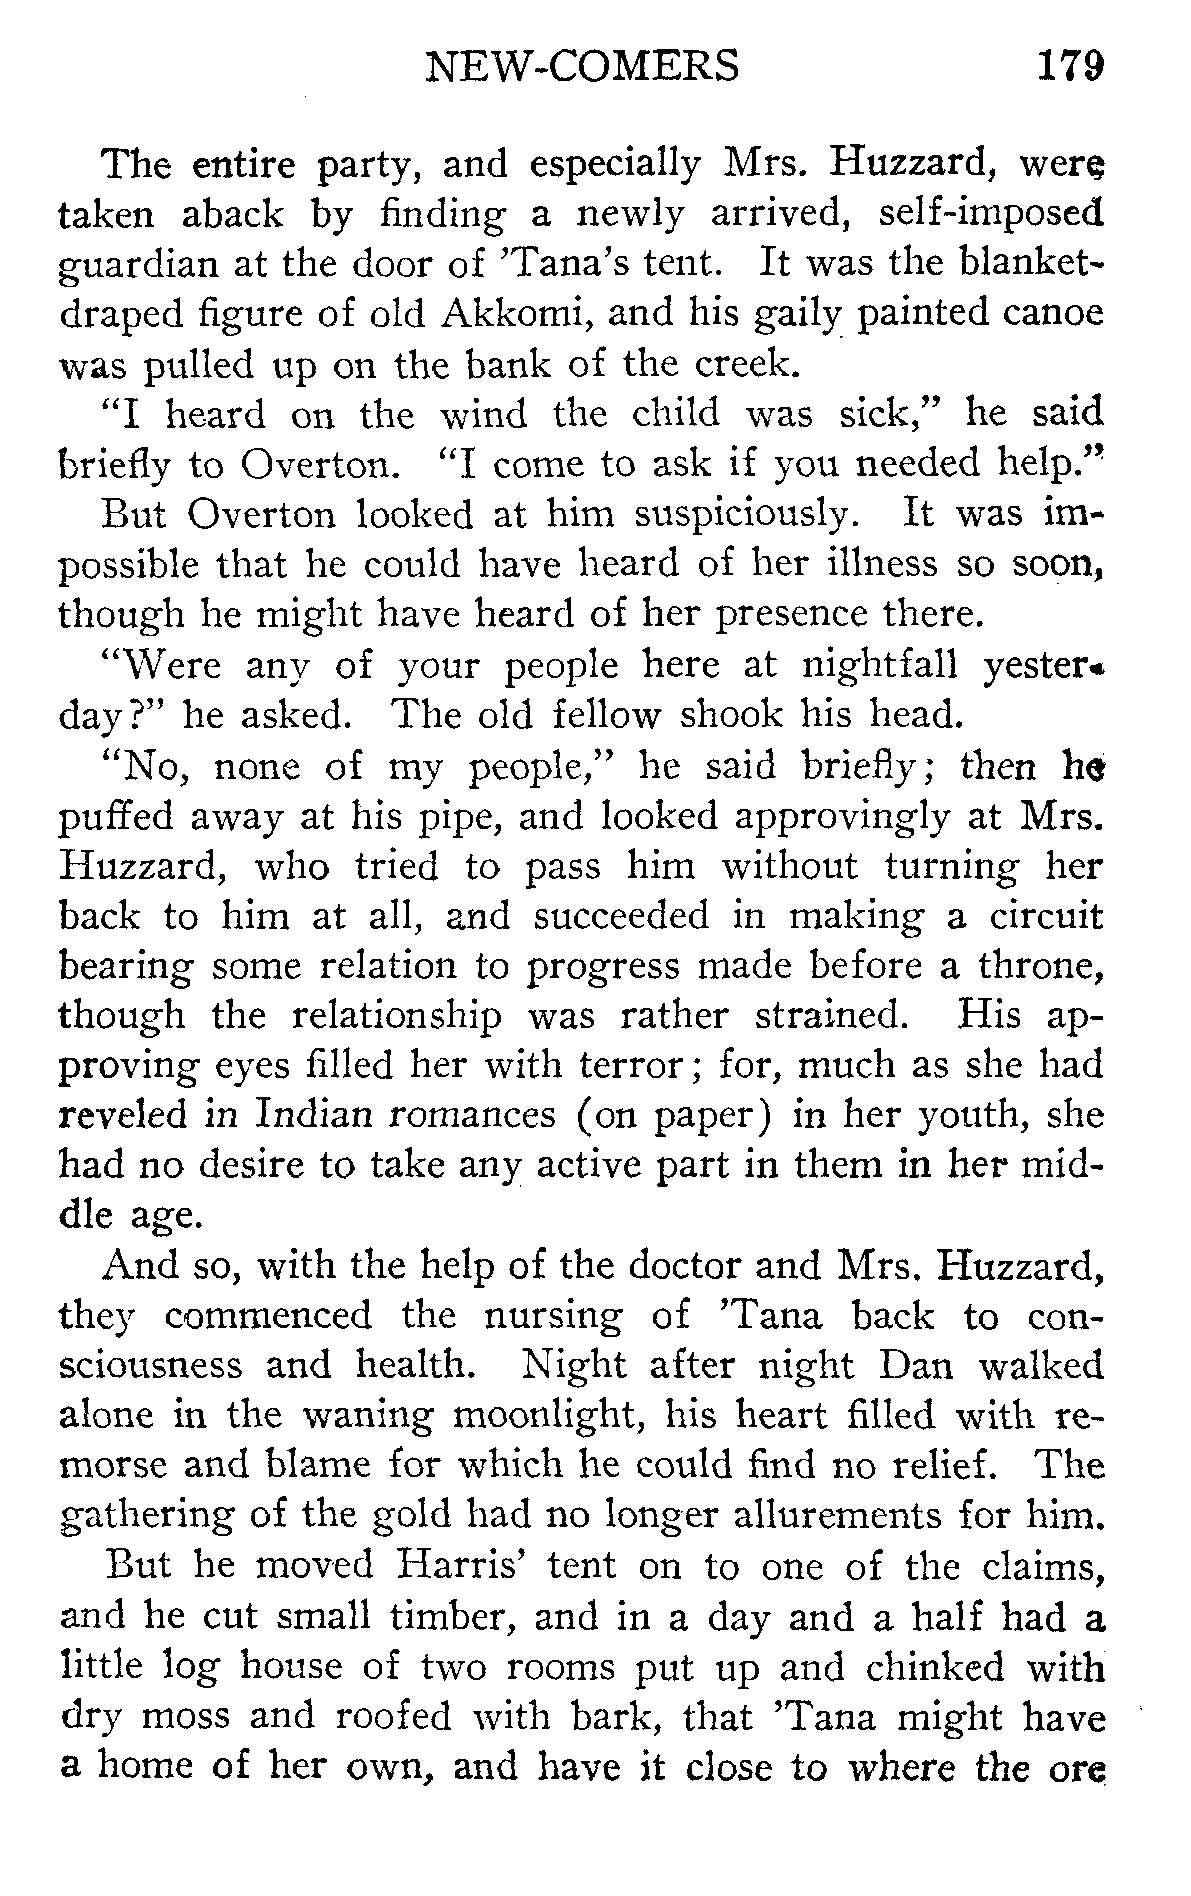 NEW-COMERS 179
The entire party, and especially Mrs. Huzzard, were
taken aback by finding a newly arrived, self-imposed
guardian at the door of ’Tana’s tent. It was the blanket-
draped figure of old Akkomi, and his gaily painted canoe
was pulled up on the bank of the creek.
“I heard on the wind the child was sick,” he said
briefly to Overton. “I come to ask if you needed help.”
But Overton looked at him suspiciously. It was im-
possible that he could have heard of her illness so soon,
though he might have heard of her presence there.
“Were any of your people here at nightfall yester-
day?” he asked. The old fellow shook his head.
“No, none of my people,” he said briefly; then he
puffed away at his pipe, and looked approvingly at Mrs.
Huzzard, who tried to pass him without turning her
back to him at all, and succeeded in making a circuit
bearing some relation to progress made before a throne,
though the relationship was rather strained. His ap-
proving eyes filled her with terror; for, much as she had
reveled in Indian romances (on paper) in her youth, she
had no desire to take any active part in them in her mid-
dle age.
And so, with the help of the doctor and Mrs. Huzzard,
they commenced the nursing of ’Tana back to con-
sciousness and health. Night after night Dan walked
alone in the waning moonlight, his heart filled with re-
morse and blame for which he could find no relief. The
gathering of the gold had no longer allurements for him.
But he moved Harris’ tent on to one of the claims,
and he cut small timber, and in a day and a half had a
little log house of two rooms put up and chinked with
dry moss and roofed with bark, that ’Tana might have
a home of her own, and have it close to where the ore